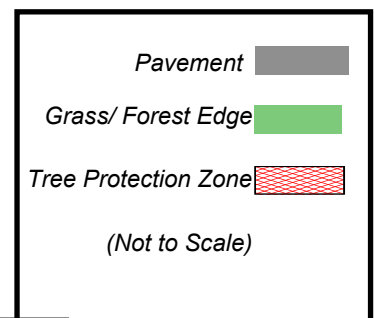 Pavement
Grass/ Forest Edge
Tree Protection Zone
(Not to Scale)